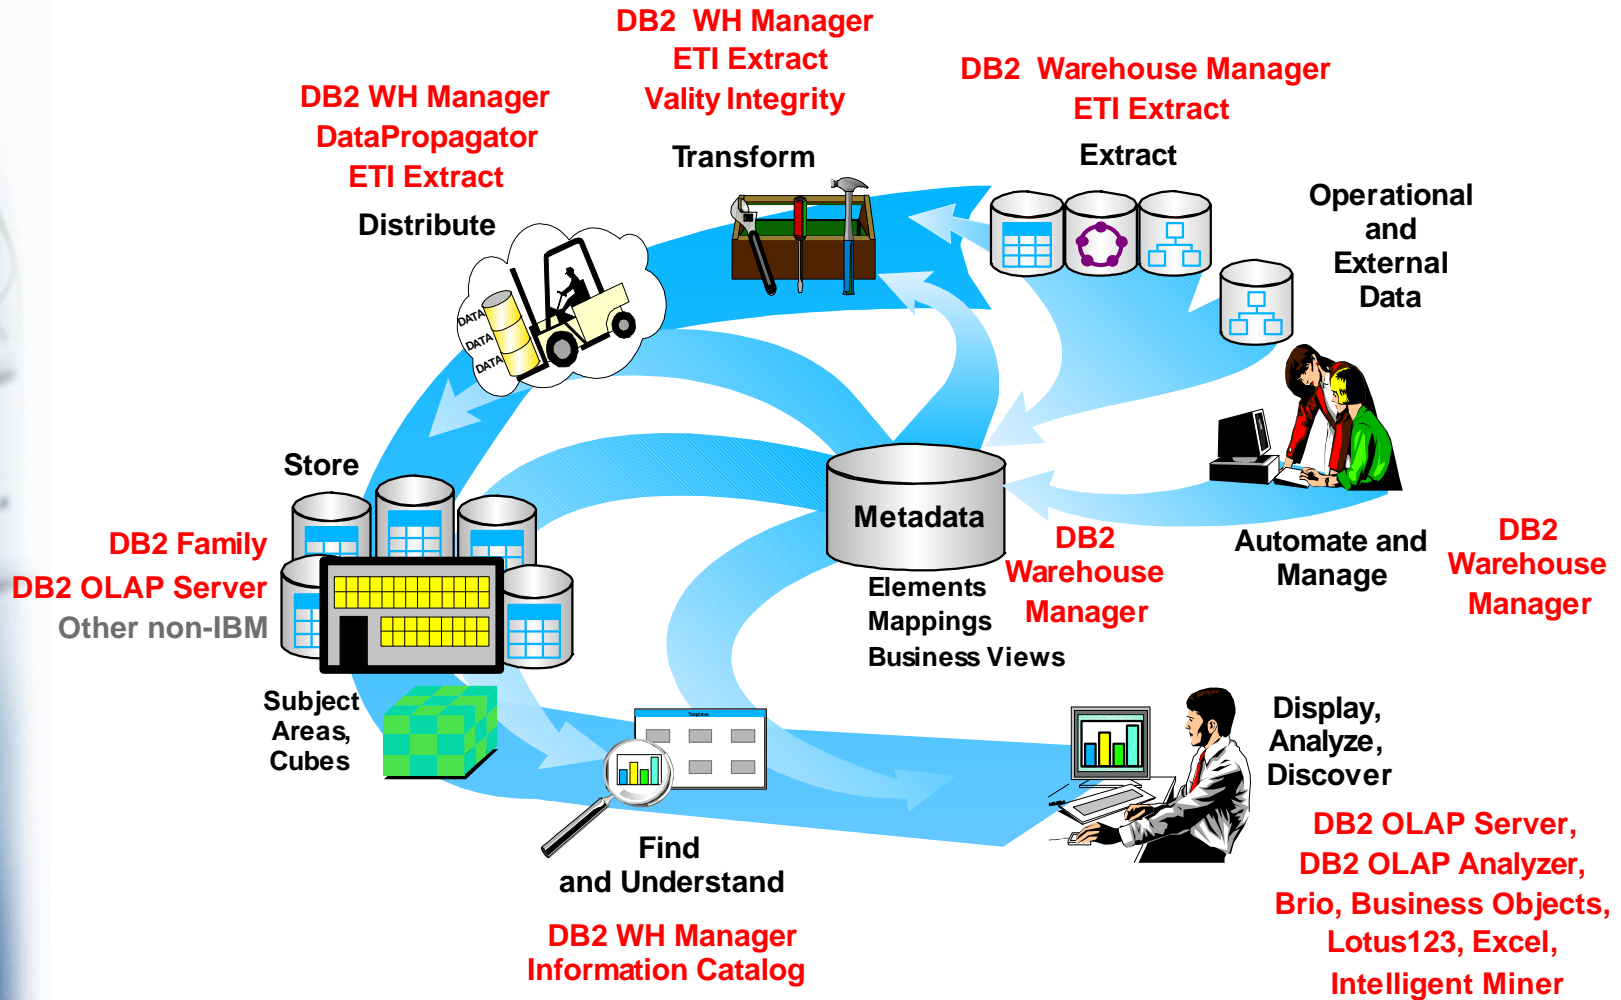 DB2 WH Manager
ETI Extract
Vality Integrity
Transform
DB2 Warehouse Manager
ETI Extract
Extract
DB2 WH Manager
DataPropagator
ETI Extract
Distribute
Operational
and
External
Data
DATA
DATA
DATA
Store
DB2 Family
DB2 OLAP Server
Other non-IBM
Metadata
Elements
Mappings
Business Views
DB2
Warehouse
Manager
Automate and
Manage
DB2
Warehouse
Manager
Subject
Areas,
Cubes
Templates
Find
and Understand
DB2 WH Manager
Information Catalog
Display,
Analyze,
Discover
DB2 OLAP Server,
DB2 OLAP Analyzer,
Brio, Business Objects,
Lotus123, Excel,
Intelligent Miner